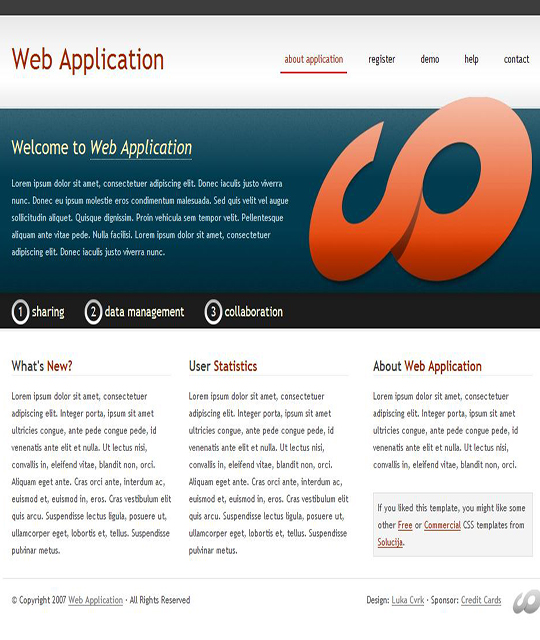 Web Application
about application register demo help contact
Welcome to Web Application
Lorem ipsum dolor sit amet, consectetuer adipiscing elit. Donec iaculis justo viverra
nunc. Donec eu ipsum molestie eros condimentum malesuada. Sed quis velit vel augue
sollicitudin aliquet. Quisque dignissim. Proin vehicula sem tempor velit. Pellentesque
aliquam ante vitae pede. Nulla facilisi. Lorem ipsum dolor sit amet, consectetuer
adipiscing elit. Donec iaculis justo viverra nunc.
1 sharing 2 data management 3 collaboration
What's New?
Lorem ipsum dolor sit amet, consectetuer
adipiscing elit. Integer porta, ipsum sit amet
ultricies congue, ante pede congue pede, id
venenatis ante elit et nulla. Ut lectus nisi,
convallis in, eleifend vitae, blandit non, orci.
Aliquam eget ante. Cras orci ante, interdum ac,
euismod et, euismod in, eros. Cras vestibulum elit
quis arcu. Suspendisse lectus ligula, posuere ut,
ullamcorper eget, lobortis et, tellus. Suspendisse
pulvinar metus.
User Statistics
Lorem ipsum dolor sit amet, consectetuer
adipiscing elit. Integer porta, ipsum sit amet
ultricies congue, ante pede congue pede, id
venenatis ante elit et nulla. Ut lectus nisi,
convallis in, eleifend vitae, blandit non, orci.
Aliquam eget ante. Cras orci ante, interdum ac,
euismod et, euismod in, eros. Cras vestibulum elit
quis arcu. Suspendisse lectus ligula, posuere ut,
ullamcorper eget, lobortis et, tellus. Suspendisse
pulvinar metus.
About Web Application
Lorem ipsum dolor sit amet, consectetuer
adipiscing elit. Integer porta, ipsum sit amet
ultricies congue, ante pede congue pede, id
venenatis ante elit et nulla. Ut lectus nisi,
convallis in, eleifend vitae, blandit non, orci.
If you liked this template, you might like some
other Free or Commercial CSS templates from
Solucija.
© Copyright 2007 Web Application · All Rights Reserved
Design: Luka Cvrk · Sponsor: Credit Cards